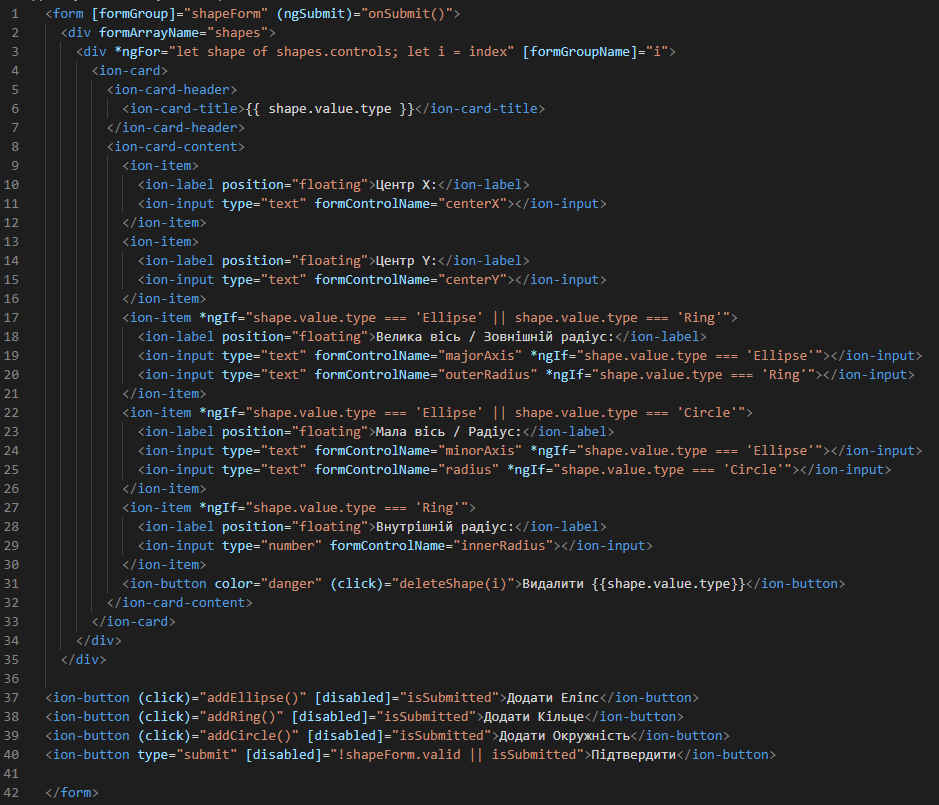 1 <form [formGroup]="shapeForm" (ngSubmit)="onSubmit()">
2   <div formArrayName="shapes">
3     <div *ngFor="let shape of shapes.controls; let i = index" [formGroupName]="i">
4       <ion-card>
5         <ion-card-header>
6           <ion-card-title>{{ shape.value.type }}</ion-card-title>
7         </ion-card-header>
8         <ion-card-content>
9           <ion-item>
10             <ion-label position="floating">Центр X:</ion-label>
11             <ion-input type="text" formControlName="centerX"></ion-input>
12           </ion-item>
13           <ion-item>
14             <ion-label position="floating">Центр Y:</ion-label>
15             <ion-input type="text" formControlName="centerY"></ion-input>
16           </ion-item>
17           <ion-item *ngIf="shape.value.type === 'Ellipse' || shape.value.type === 'Ring'">
18             <ion-label position="floating">Велика вісь / Зовнішній радіус:</ion-label>
19             <ion-input type="text" formControlName="majorAxis" *ngIf="shape.value.type === 'Ellipse'"></ion-input>
20             <ion-input type="text" formControlName="outerRadius" *ngIf="shape.value.type === 'Ring'"></ion-input>
21           </ion-item>
22           <ion-item *ngIf="shape.value.type === 'Ellipse' || shape.value.type === 'Circle'">
23             <ion-label position="floating">Мала вісь / Радіус:</ion-label>
24             <ion-input type="text" formControlName="minorAxis" *ngIf="shape.value.type === 'Ellipse'"></ion-input>
25             <ion-input type="text" formControlName="radius" *ngIf="shape.value.type === 'Circle'"></ion-input>
26           </ion-item>
27           <ion-item *ngIf="shape.value.type === 'Ring'">
28             <ion-label position="floating">Внутрішній радіус:</ion-label>
29             <ion-input type="number" formControlName="innerRadius"></ion-input>
30           </ion-item>
31           <ion-button color="danger" (click)="deleteShape(i)">Видалити {{shape.value.type}}</ion-button>
32         </ion-card-content>
33       </ion-card>
34     </div>
35   </div>
36
37 <ion-button (click)="addEllipse()" [disabled]="isSubmitted">Додати Еліпс</ion-button>
38 <ion-button (click)="addRing()" [disabled]="isSubmitted">Додати Кільце</ion-button>
39 <ion-button (click)="addCircle()" [disabled]="isSubmitted">Додати Окружність</ion-button>
40 <ion-button type="submit" [disabled]="!shapeForm.valid || isSubmitted">Підтвердити</ion-button>
41
42 </form>